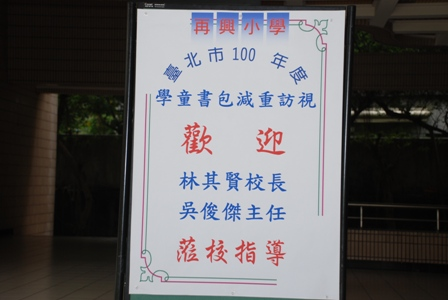 再興小學
臺北市100年度
學童書包減重訪視
歡迎
林其賢校長
吳俊傑主任
蒞校指導